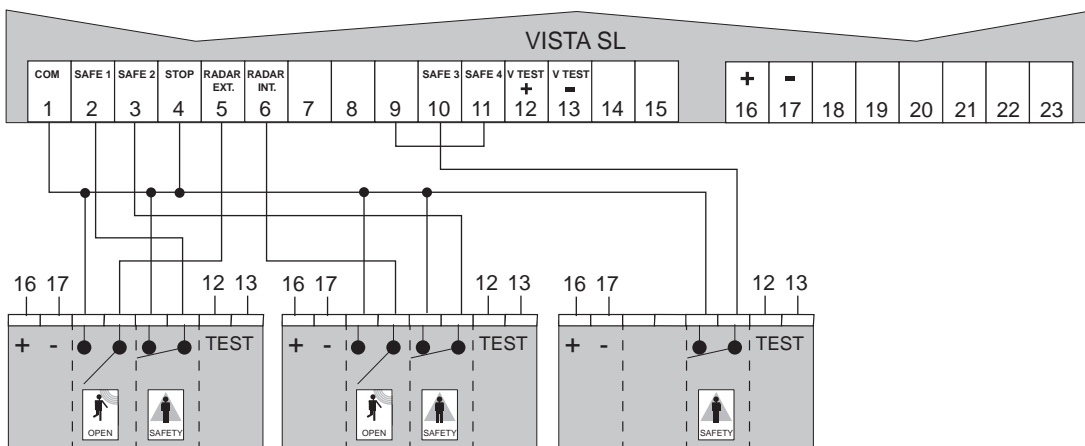 VISTA SL
COM SAFE 1 SAFE 2 STOP RADAR EXT. RADAR INT. SAFE 3 SAFE 4 V TEST + V TEST -
1 2 3 4 5 6 7 8 9 10 11 12 13 14 15
+ -
16 17 18 19 20 21 22 23
16 17 12 13 16 17 12 13 16 17 12 13
+ - TEST + - TEST + - TEST
OPEN SAFETY OPEN SAFETY SAFETY